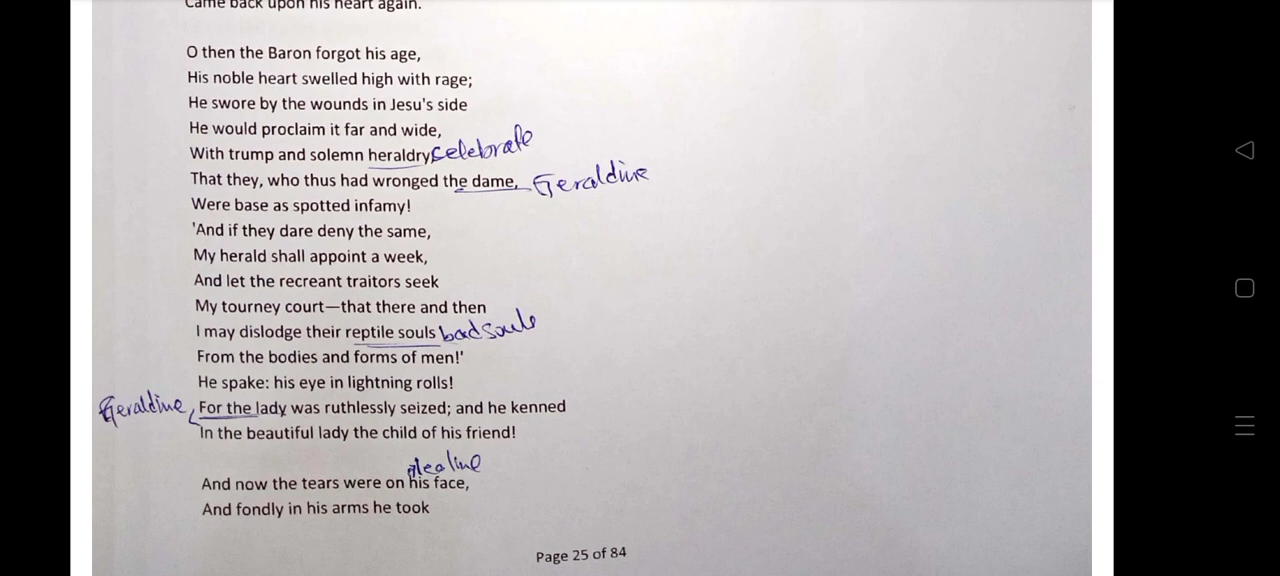 Came back upon his heart again.
O then the Baron forgot his age,
His noble heart swelled high with rage;
He swore by the wounds in Jesu's side
He would proclaim it far and wide,
With trump and solemn heraldry, celebrate
That they, who thus had wronged the dame, Geraldine
Were base as spotted infamy!
'And if they dare deny the same,
My herald shall appoint a week,
And let the recreant traitors seek
My tourney court—that there and then
I may dislodge their reptile souls bad souls
From the bodies and forms of men!'
He spake: his eye in lightning rolls!
Geraldine For the lady was ruthlessly seized; and he kenned
In the beautiful lady the child of his friend!
And now the tears were on his face,
And fondly in his arms he took
Page 25 of 84